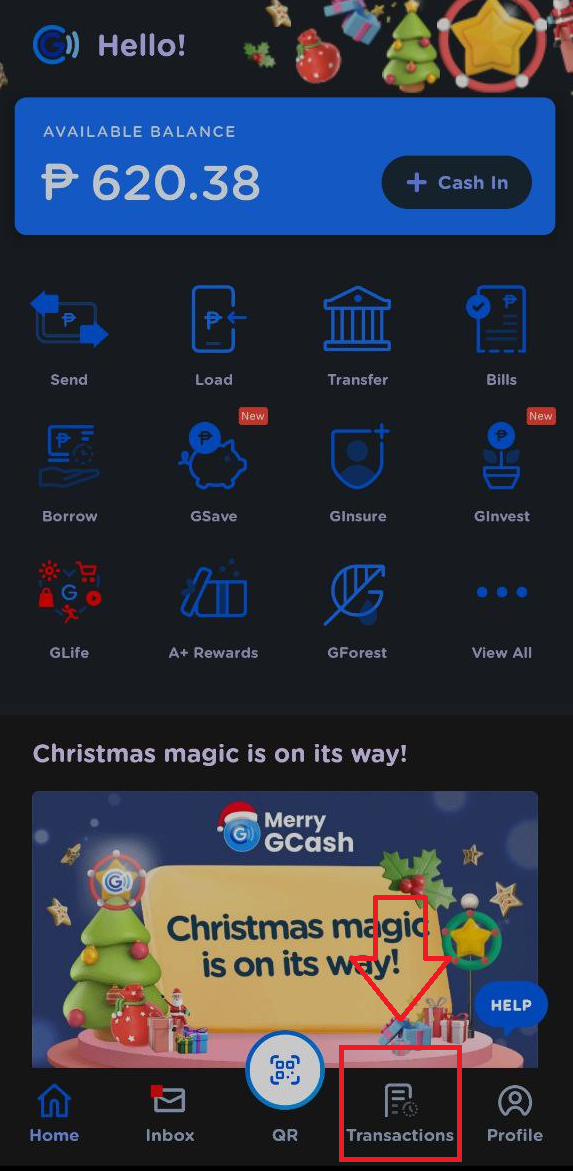 Hello!
AVAILABLE BALANCE
₱ 620.38
+ Cash In
Send
Load
Transfer
Bills
New
New
Borrow
GSave
GInsure
GInvest
GLife
A+ Rewards
GForest
View All
Christmas magic is on its way!
Merry
GCash
Christmas magic
is on its way!
HELP
Home
Inbox
QR
Transactions
Profile